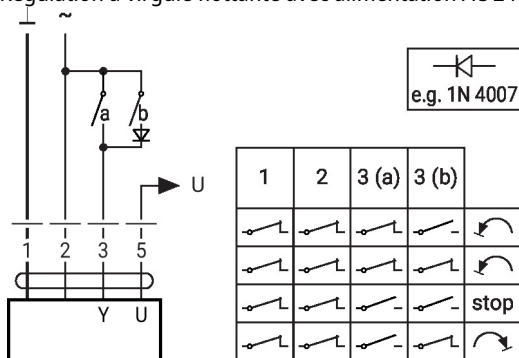 Régulation à virgule flottante avec alimentation AC 24
~
a b
e.g. 1N 4007
U
1 2 3 (a) 3 (b)
1 2 3 5
stop
Y U